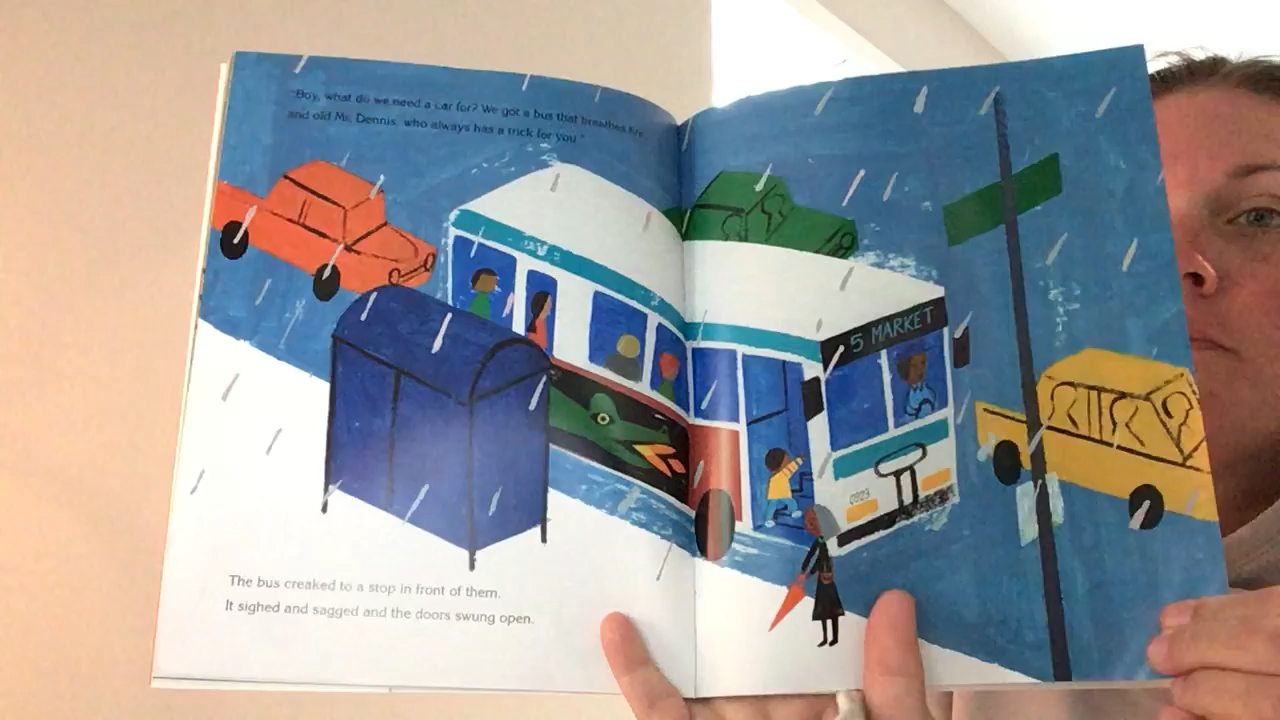 "Boy, what do we need a car for? We got a bus that breathes fire,
and old Mr. Dennis, who always has a trick for you."
5 MARKET
0923
The bus creaked to a stop in front of them.
It sighed and sagged and the doors swung open.